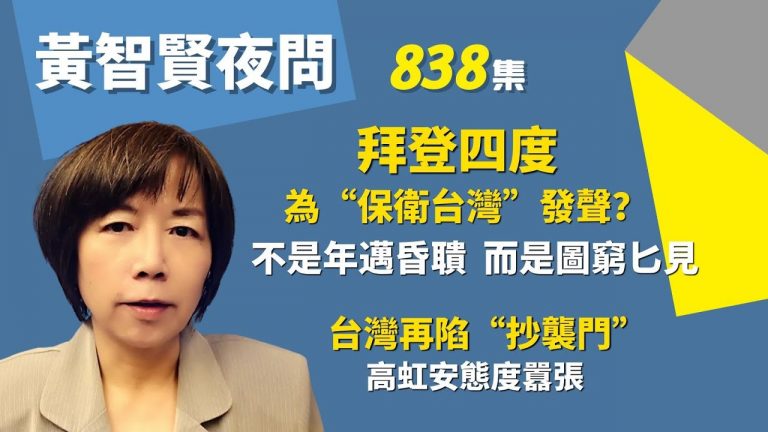 黃智賢夜問
838集
拜登四度
為“保衛台灣”發聲?
不是年邁昏聵 而是圖窮匕見
台灣再陷“抄襲門”
高虹安態度囂張